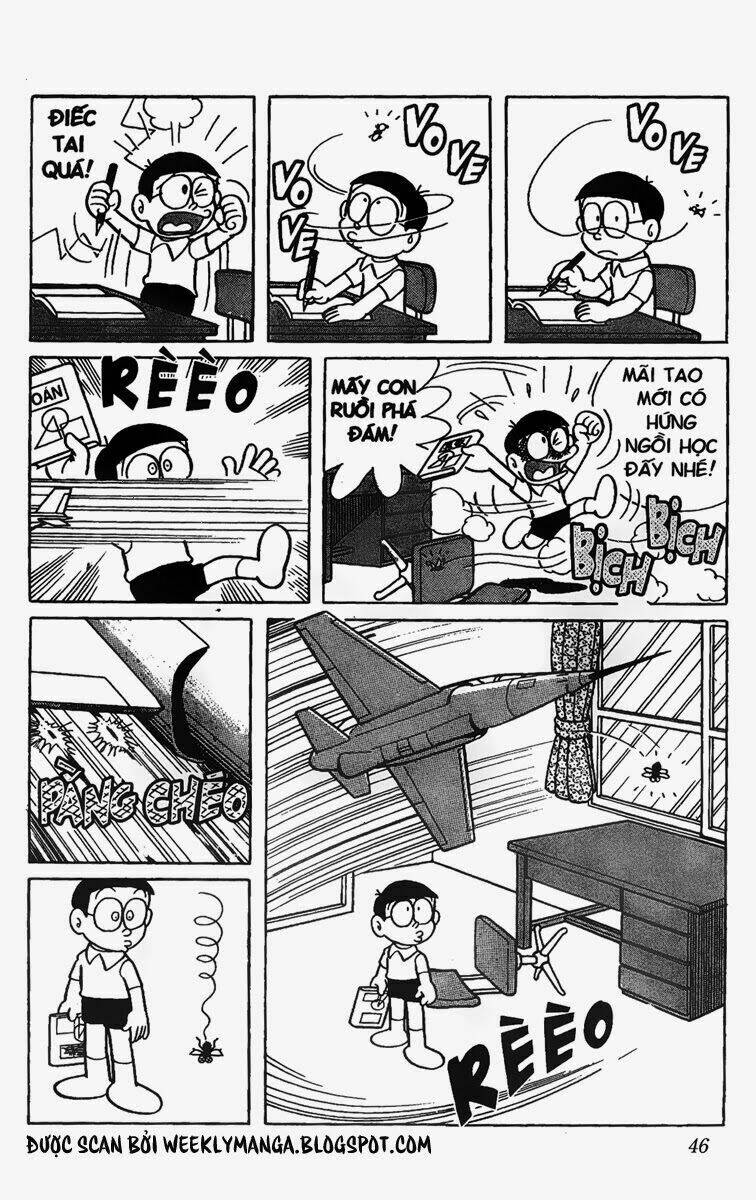 VO VE
VO VE
VO VE
ĐIẾC
TAI
QUÁ!
MÃI TAO
MỚI CÓ
HỨNG
NGỒI HỌC
ĐẤY NHÉ!
MẤY CON
RUỒI PHÁ
ĐÁM!
BỊCH
BỊCH
RÈÈO
OÁN
RÈÈO
PẰNG CHÉO
ĐƯỢC SCAN BỞI WEEKLYMANGA.BLOGSPOT.COM
46